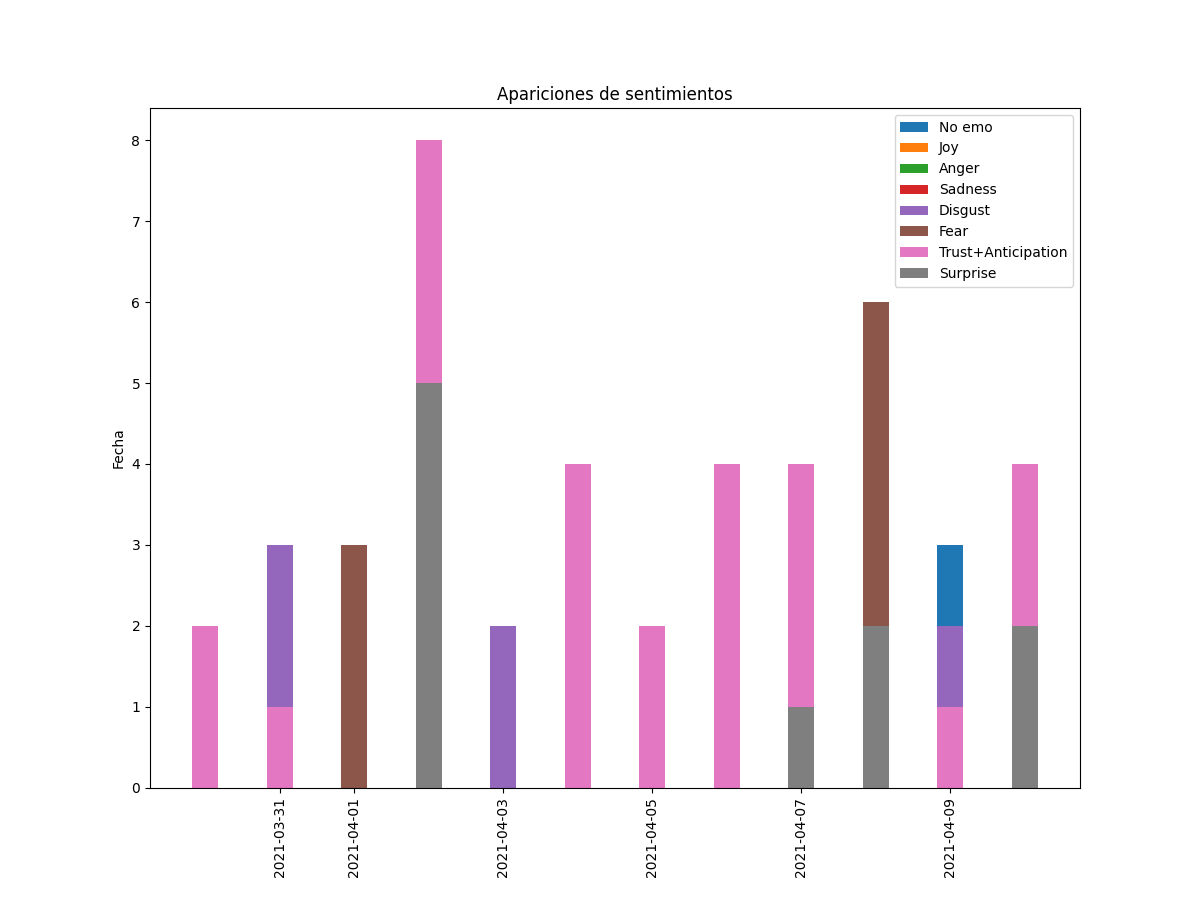 Apariciones de sentimientos
No emo
Joy
Anger
Sadness
Disgust
Fear
Trust+Anticipation
Surprise
Fecha
8
7
6
5
4
3
2
1
0
2021-03-31
2021-04-01
2021-04-03
2021-04-05
2021-04-07
2021-04-09